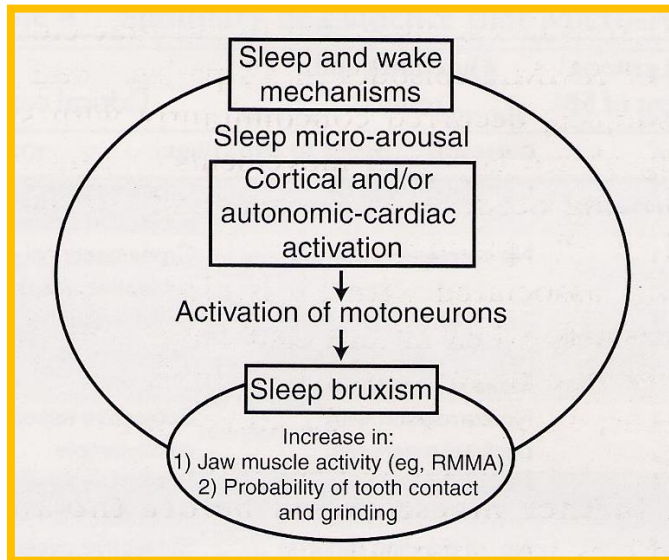 Sleep and wake
mechanisms
Sleep micro-arousal
Cortical and/or
autonomic-cardiac
activation
Activation of motoneurons
Sleep bruxism
Increase in:
1) Jaw muscle activity (eg, RMMA)
2) Probability of tooth contact
and grinding